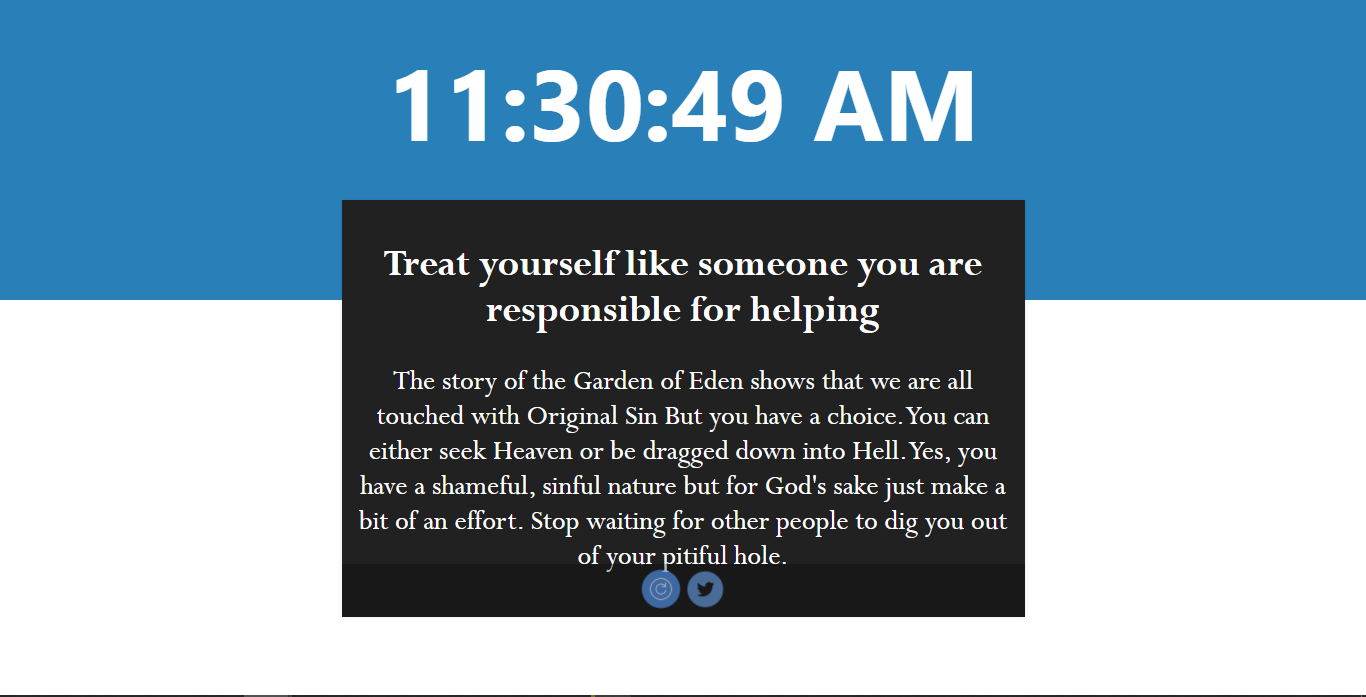 11:30:49 AM
Treat yourself like someone you are
responsible for helping
The story of the Garden of Eden shows that we are all
touched with Original Sin But you have a choice. You can
either seek Heaven or be dragged down into Hell. Yes, you
have a shameful, sinful nature but for God's sake just make a
bit of an effort. Stop waiting for other people to dig you out
of your pitiful hole.